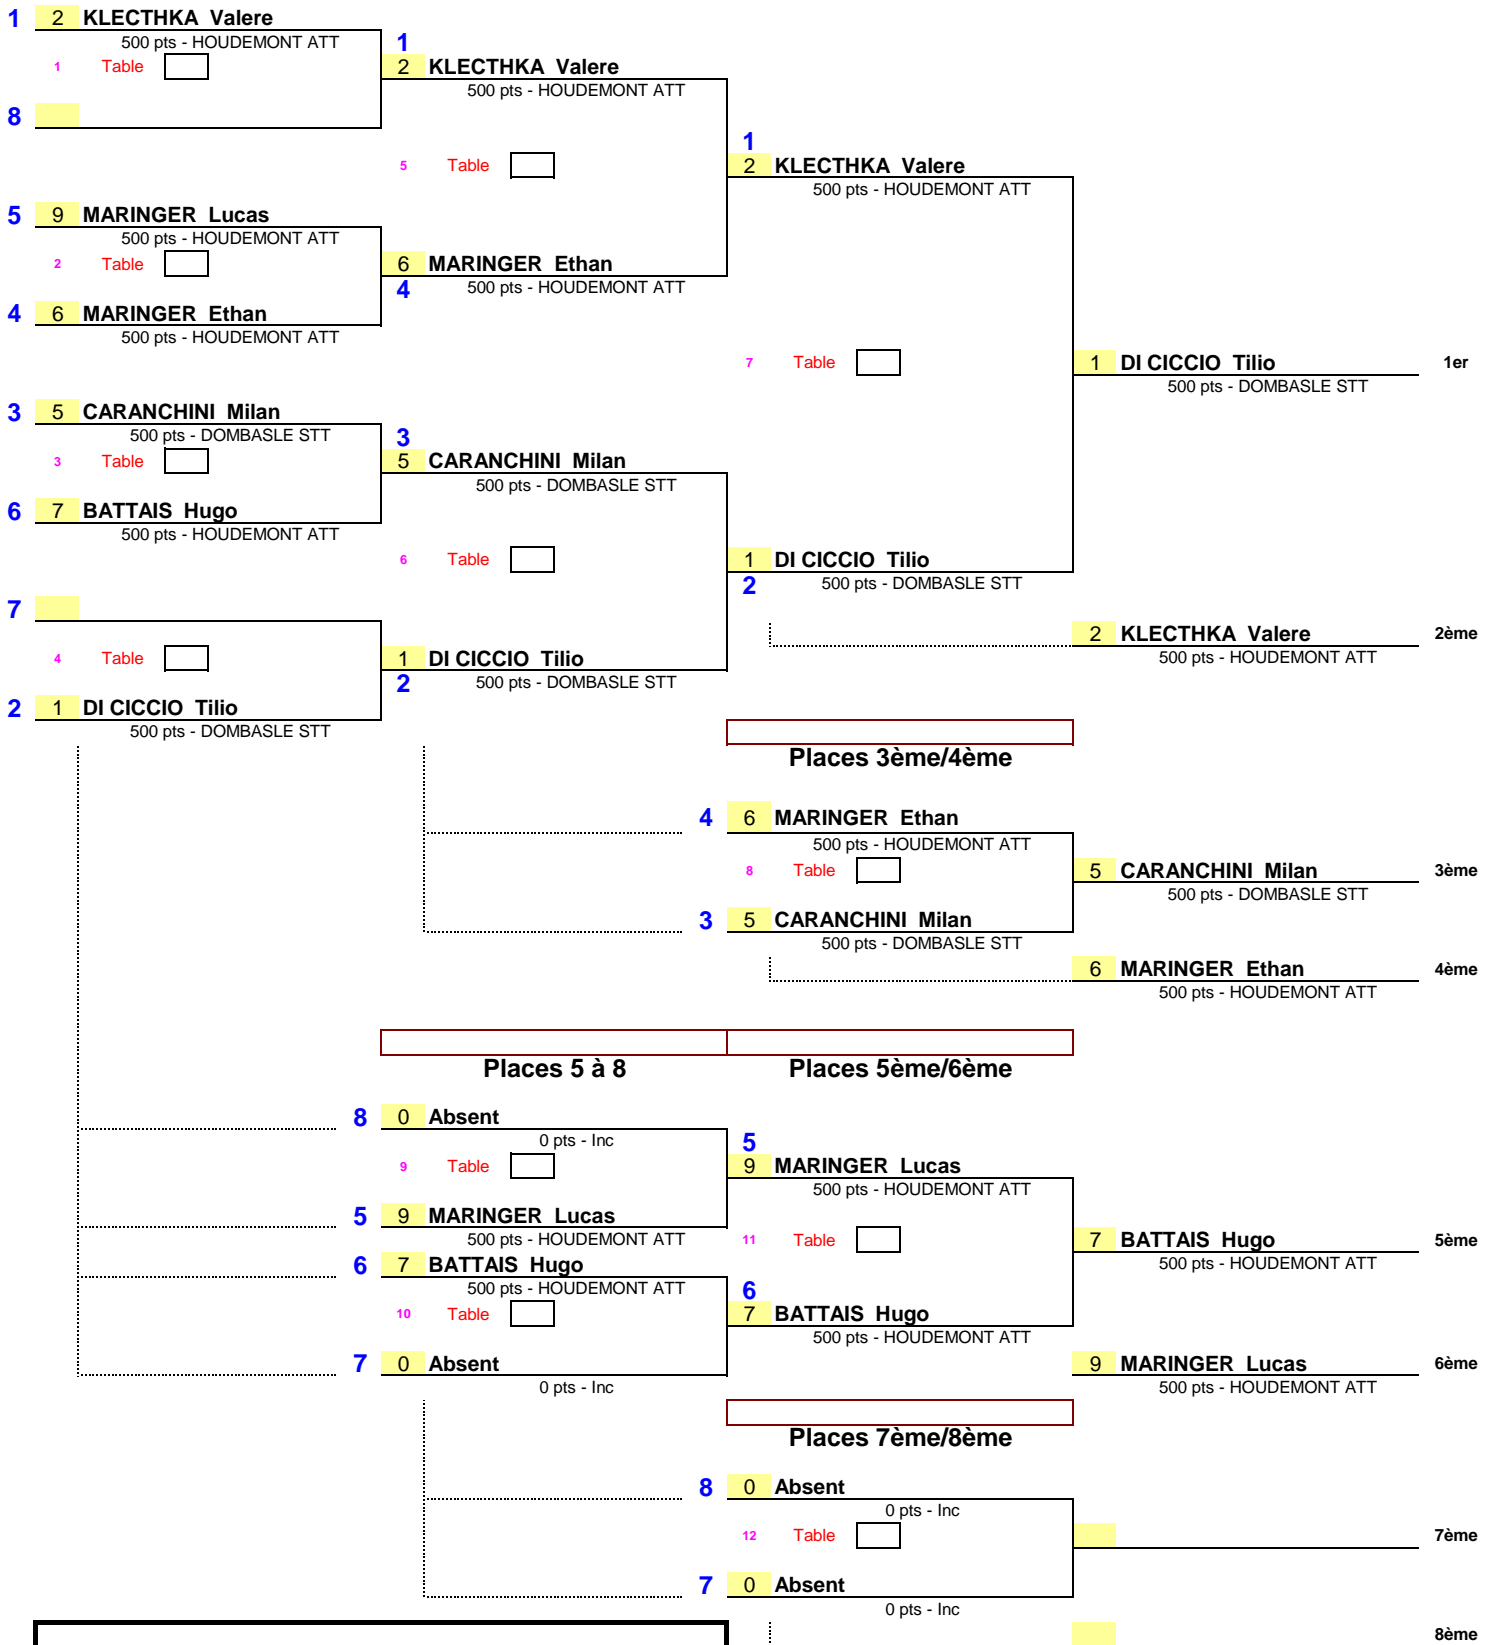 1 2 KLECTHKA Valere
500 pts - HOUDEMONT ATT
1
1 Table
2 KLECTHKA Valere
500 pts - HOUDEMONT ATT
8
1
5 Table
2 KLECTHKA Valere
500 pts - HOUDEMONT ATT
5 9 MARINGER Lucas
500 pts - HOUDEMONT ATT
2 Table
6 MARINGER Ethan
4
500 pts - HOUDEMONT ATT
4 6 MARINGER Ethan
500 pts - HOUDEMONT ATT
7 Table
1 DI CICCIO Tilio 1er
500 pts - DOMBASLE STT
3 5 CARANCHINI Milan
500 pts - DOMBASLE STT
3
3 Table
5 CARANCHINI Milan
500 pts - DOMBASLE STT
6 7 BATTAIS Hugo
500 pts - HOUDEMONT ATT
6 Table
1 DI CICCIO Tilio
2
500 pts - DOMBASLE STT
7
2 KLECTHKA Valere 2ème
500 pts - HOUDEMONT ATT
4 Table
1 DI CICCIO Tilio
2
500 pts - DOMBASLE STT
2 1 DI CICCIO Tilio
500 pts - DOMBASLE STT
Places 3ème/4ème
4 6 MARINGER Ethan
500 pts - HOUDEMONT ATT
8 Table
5 CARANCHINI Milan 3ème
500 pts - DOMBASLE STT
3 5 CARANCHINI Milan
500 pts - DOMBASLE STT
6 MARINGER Ethan 4ème
500 pts - HOUDEMONT ATT
Places 5 à 8
Places 5ème/6ème
8 0 Absent
0 pts - Inc
5
9 Table
9 MARINGER Lucas
500 pts - HOUDEMONT ATT
5 9 MARINGER Lucas
500 pts - HOUDEMONT ATT
11 Table
7 BATTAIS Hugo 5ème
500 pts - HOUDEMONT ATT
6 7 BATTAIS Hugo
500 pts - HOUDEMONT ATT
6
10 Table
7 BATTAIS Hugo
500 pts - HOUDEMONT ATT
7 0 Absent
0 pts - Inc
9 MARINGER Lucas 6ème
500 pts - HOUDEMONT ATT
Places 7ème/8ème
8 0 Absent
0 pts - Inc
12 Table
7ème
7 0 Absent
0 pts - Inc
8ème